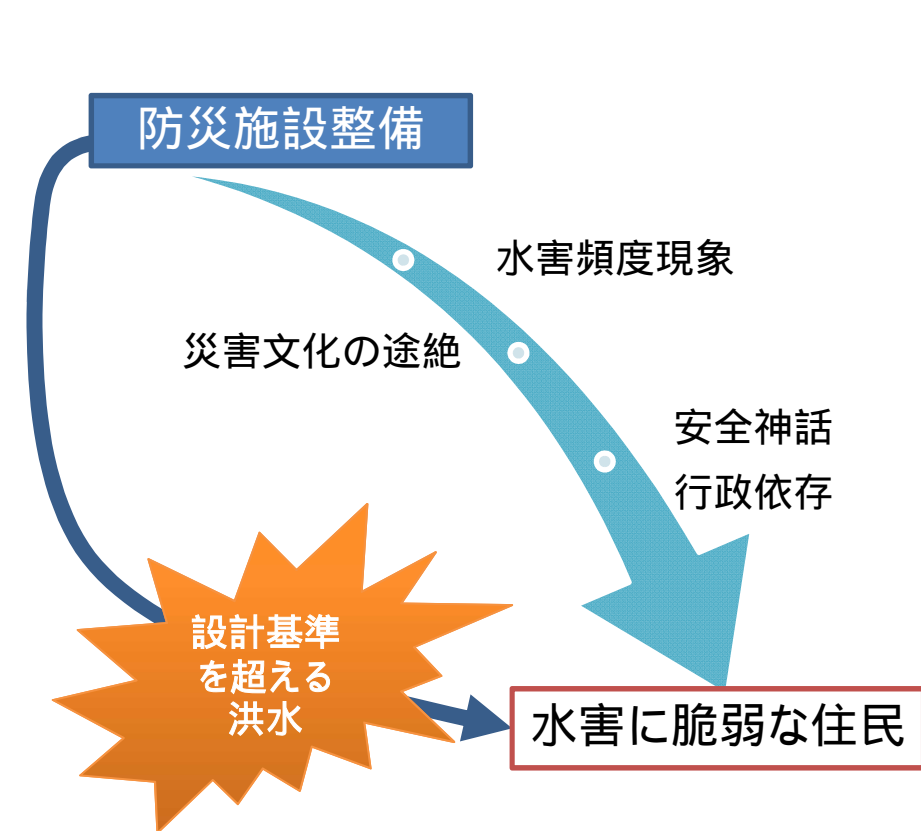 防災施設整備
水害頻度現象
災害文化の途絶
安全神話
行政依存
設計基準
を超える
洪水
水害に脆弱な住民